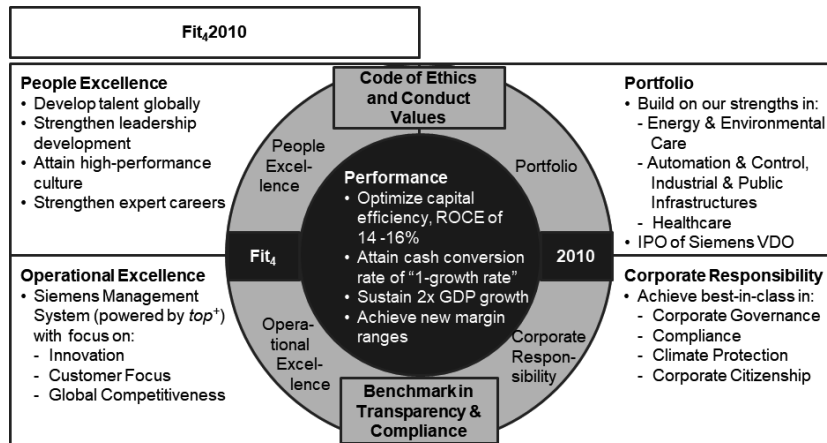 Fit₄2010
People Excellence
• Develop talent globally
• Strengthen leadership
development
• Attain high-performance
culture
• Strengthen expert careers
Code of Ethics
and Conduct
Values
Portfolio
• Build on our strengths in:
- Energy & Environmental
Care
- Automation & Control,
Industrial & Public
Infrastructures
- Healthcare
• IPO of Siemens VDO
People
Excel-
lence
Portfolio
Performance
• Optimize capital
efficiency, ROCE of
14 -16%
• Attain cash conversion
rate of “1-growth rate”
• Sustain 2x GDP growth
• Achieve new margin
ranges
Fit₄
2010
Operational Excellence
• Siemens Management
System (powered by top⁺)
with focus on:
- Innovation
- Customer Focus
- Global Competitiveness
Opera-
tional
Excel-
lence
Corporate
Respon-
sibility
Benchmark in
Transparency &
Compliance
Corporate Responsibility
• Achieve best-in-class in:
- Corporate Governance
- Compliance
- Climate Protection
- Corporate Citizenship